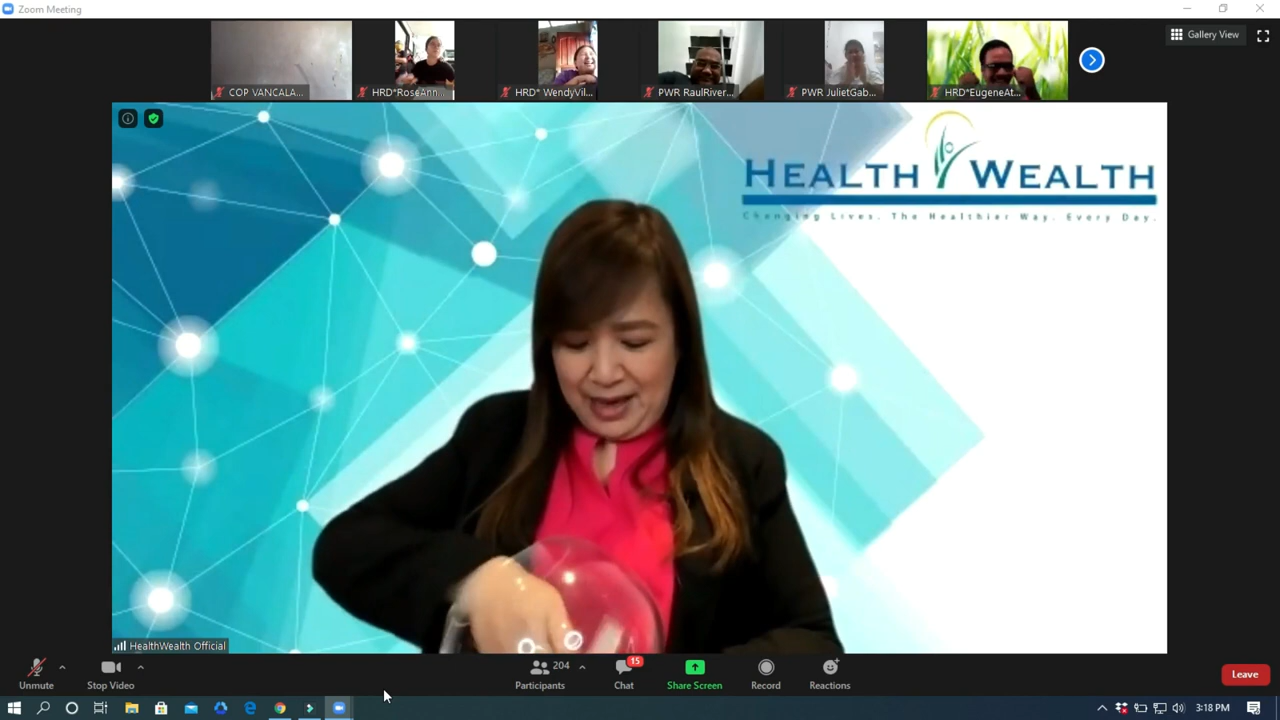 Zoom Meeting
Gallery View
COP VANCALA...
HRD*RoseAnn...
HRD* WendyVil...
PWR RaulRiver...
PWR JulietGab...
HRD*EugeneAt...
HEALTH WEALTH
Changing Lives. The Healthier Way. Every Day.
HealthWealth Official
Unmute
Stop Video
204
Participants
15
Chat
Share Screen
Record
Reactions
Leave
3:18 PM